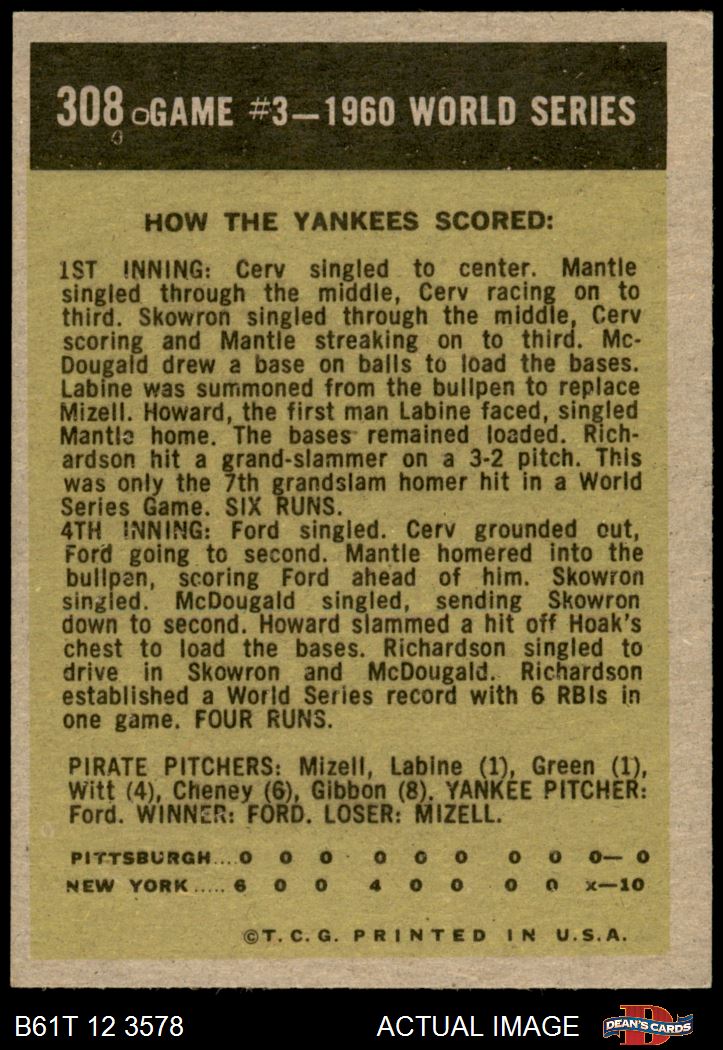 308 GAME #3—1960 WORLD SERIES
HOW THE YANKEES SCORED:
1ST INNING: Cerv singled to center. Mantle
singled through the middle, Cerv racing on to
third. Skowron singled through the middle, Cerv
scoring and Mantle streaking on to third. Mc-
Dougald drew a base on balls to load the bases.
Labine was summoned from the bullpen to replace
Mizell. Howard, the first man Labine faced, singled
Mantle home. The bases remained loaded. Rich-
ardson hit a grand-slammer on a 3-2 pitch. This
was only the 7th grandslam homer hit in a World
Series Game. SIX RUNS.
4TH INNING: Ford singled. Cerv grounded out,
Ford going to second. Mantle homered into the
bullpen, scoring Ford ahead of him. Skowron
singled. McDougald singled, sending Skowron
down to second. Howard slammed a hit off Hoak's
chest to load the bases. Richardson singled to
drive in Skowron and McDougald. Richardson
established a World Series record with 6 RBIs in
one game. FOUR RUNS.
PIRATE PITCHERS: Mizell, Labine (1), Green (1),
Witt (4), Cheney (6), Gibbon (8). YANKEE PITCHER:
Ford. WINNER: FORD. LOSER: MIZELL.
PITTSBURGH....0 0 0 0 0 0 0 0 0— 0
NEW YORK.....6 0 0 4 0 0 0 0 x—10
©T.C.G. PRINTED IN U.S.A.
B61T 12 3578 ACTUAL IMAGE D DEAN'S CARDS